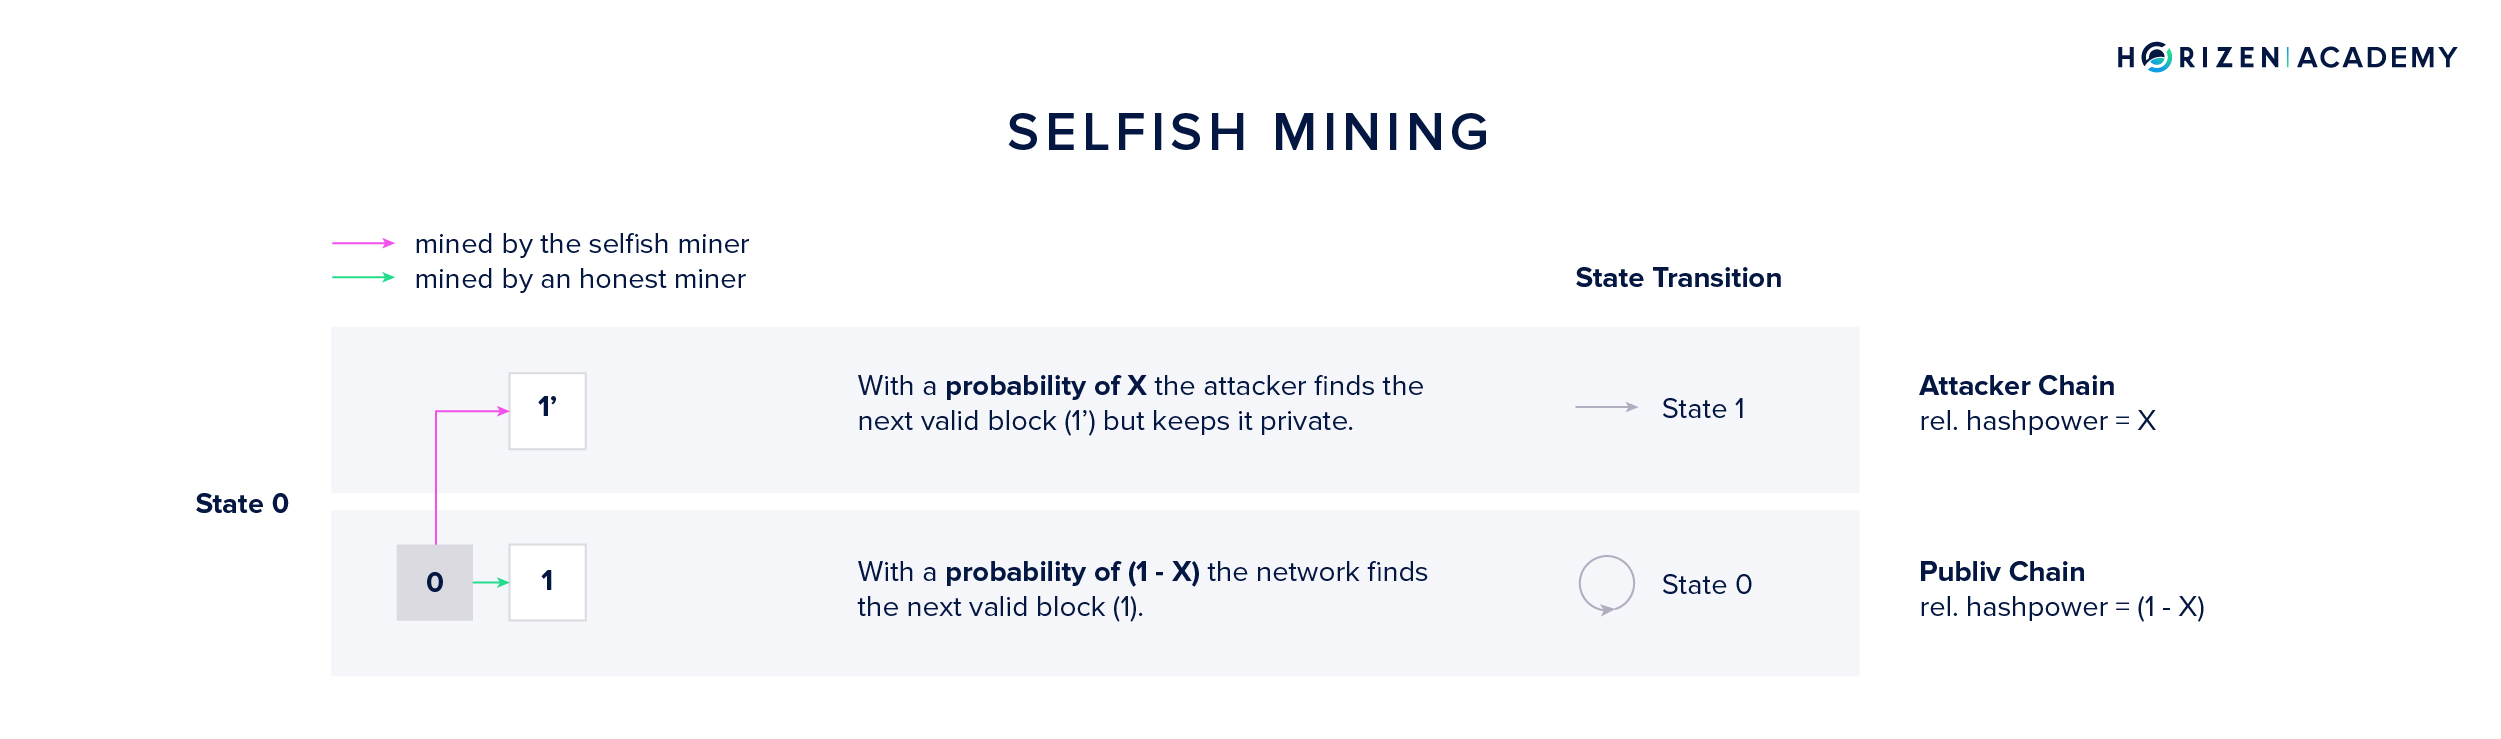 HORIZEN | ACADEMY
SELFISH MINING
mined by the selfish miner
mined by an honest miner
State Transition
State 0
1’
With a probability of X the attacker finds the
next valid block (1’) but keeps it private.
State 1
Attacker Chain
rel. hashpower = X
0
1
With a probability of (1 - X) the network finds
the next valid block (1).
State 0
Publiv Chain
rel. hashpower = (1 - X)